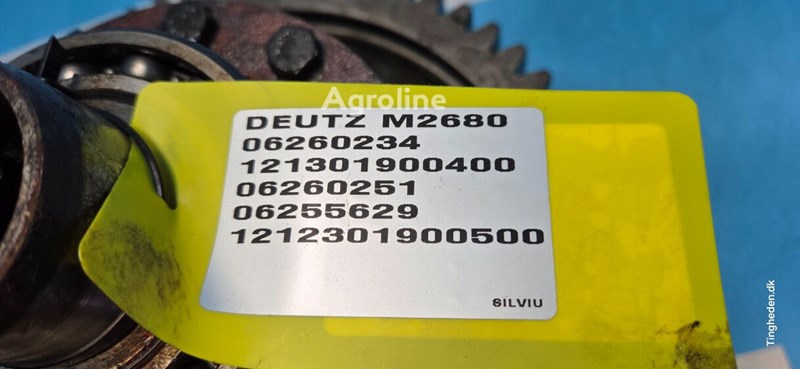 Agroline
DEUTZ M2680
06260234
121301900400
06260251
06255629
1212301900500
SILVIU
Tingheden.dk